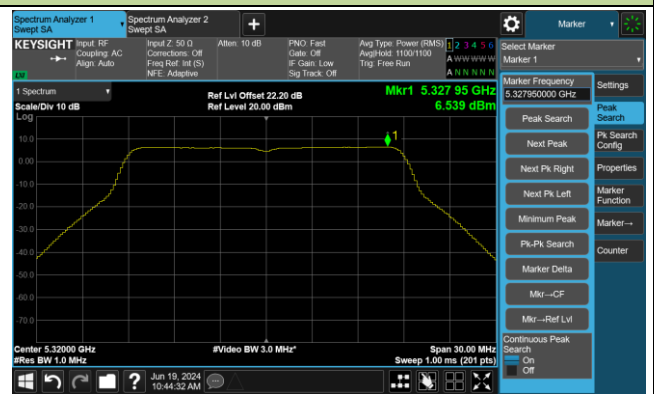 Spectrum Analyzer 1
Swept SA
Spectrum Analyzer 2
Swept SA
+
Marker
KEYSIGHT
Input: RF
Coupling: AC
Align: Auto
Input Z: 50 Ω
Corrections: Off
Freq Ref: Int (S)
NFE: Adaptive
Atten: 10 dB
PNO: Fast
Gate: Off
IF Gain: Low
Sig Track: Off
Avg Type: Power (RMS)
Avg|Hold: 1100/1100
Trig: Free Run
1 2 3 4 5 6
A W W W W W
A N N N N N
LW
Select Marker
Marker 1
1 Spectrum
Scale/Div 10 dB
Log
Ref Lvl Offset 22.20 dB
Ref Level 20.00 dBm
Mkr1 5.327 95 GHz
6.539 dBm
1
10.0
0.00
-10.0
-20.0
-30.0
-40.0
-50.0
-60.0
-70.0
Center 5.32000 GHz
#Res BW 1.0 MHz
#Video BW 3.0 MHz*
Span 30.00 MHz
Sweep 1.00 ms (201 pts)
Marker Frequency
5.327950000 GHz
Peak Search
Next Peak
Next Pk Right
Next Pk Left
Minimum Peak
Pk-Pk Search
Marker Delta
Mkr→CF
Mkr→Ref Lvl
Continuous Peak
Search
On
Off
Settings
Peak
Search
Pk Search
Config
Properties
Marker
Function
Marker→
Counter
?
Jun 19, 2024
10:44:32 AM